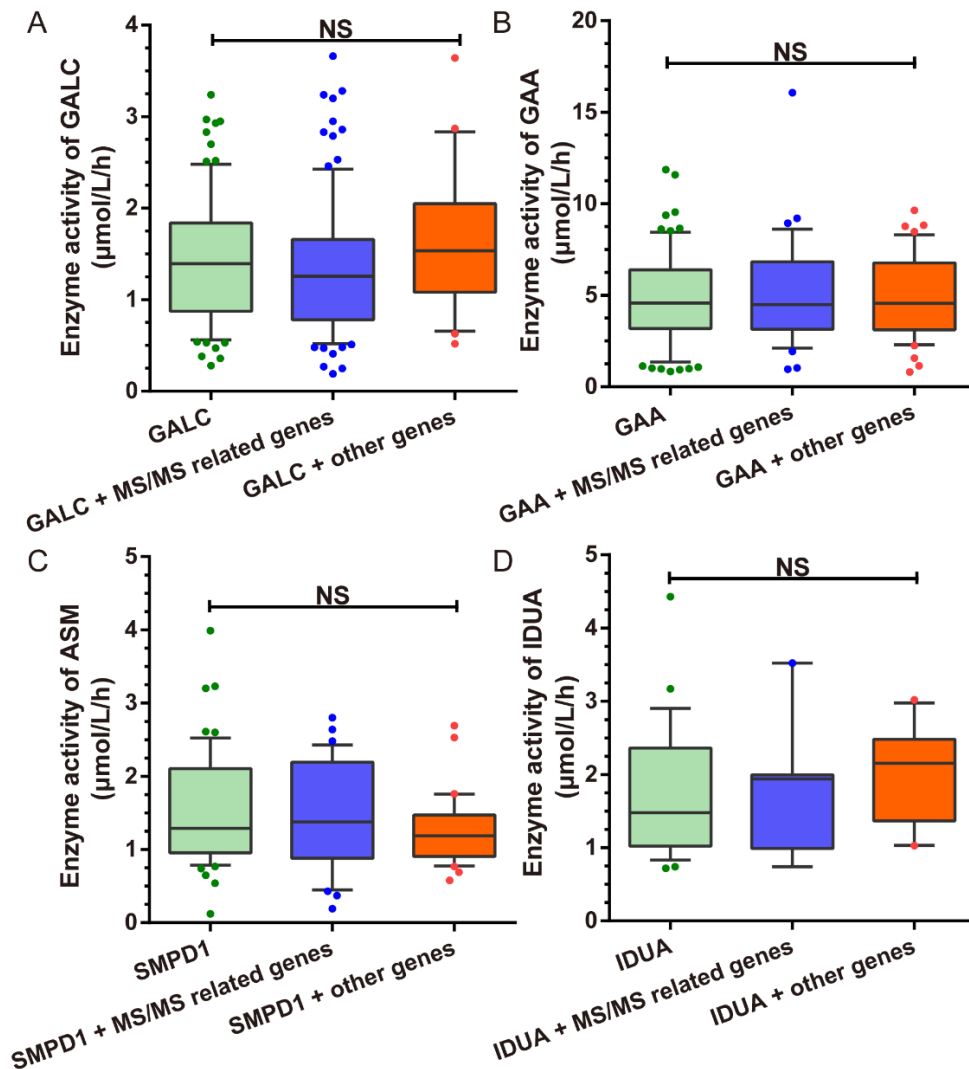 A
Enzyme activity of GALC
(μmol/L/h)
4
3
2
1
0
NS
GALC
GALC + MS/MS related genes
GALC + other genes
B
Enzyme activity of GAA
(μmol/L/h)
20
15
10
5
0
NS
GAA
GAA + MS/MS related genes
GAA + other genes
C
Enzyme activity of ASM
(μmol/L/h)
5
4
3
2
1
0
NS
SMPD1
SMPD1 + MS/MS related genes
SMPD1 + other genes
D
Enzyme activity of IDUA
(μmol/L/h)
5
4
3
2
1
0
NS
IDUA
IDUA + MS/MS related genes
IDUA + other genes